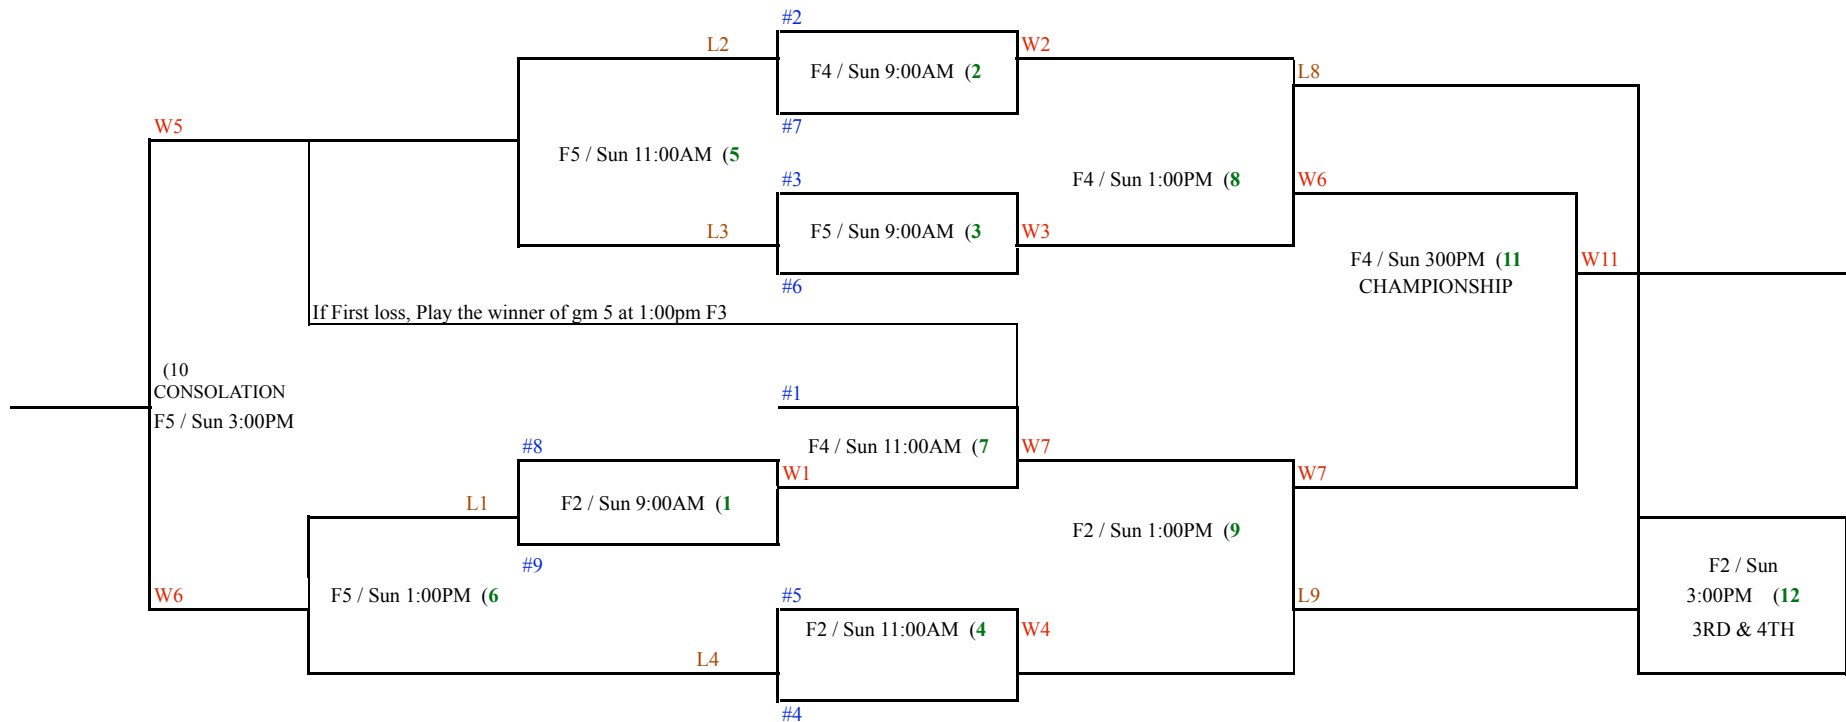 #2
L2
W2
F4 / Sun 9:00AM (2
L8
W5
#7
F5 / Sun 11:00AM (5
#3
F4 / Sun 1:00PM (8
W6
L3
F5 / Sun 9:00AM (3
W3
F4 / Sun 300PM (11
W11
CHAMPIONSHIP
#6
If First loss, Play the winner of gm 5 at 1:00pm F3
(10
CONSOLATION
F5 / Sun 3:00PM
#1
#8
F4 / Sun 11:00AM (7
W7
W1
W7
L1
F2 / Sun 9:00AM (1
F2 / Sun 1:00PM (9
#9
F2 / Sun
W6
F5 / Sun 1:00PM (6
#5
L9
3:00PM (12
F2 / Sun 11:00AM (4
W4
3RD & 4TH
L4
#4